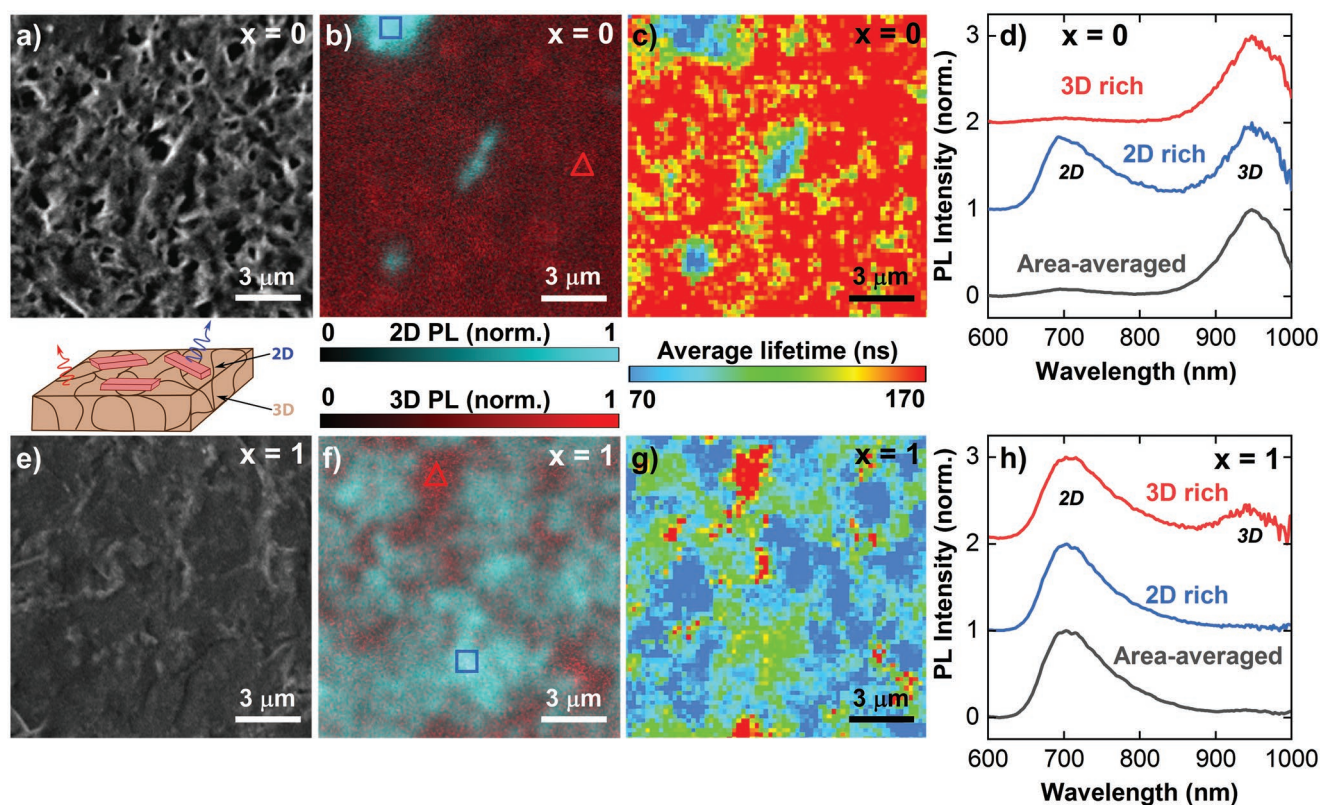 a)
x = 0
3 μm
b)
x = 0
3 μm
c)
x = 0
3 μm
d)
x = 0
3
2
1
0
PL Intensity (norm.)
3D rich
2D rich
2D
3D
Area-averaged
600
700
800
900
1000
Wavelength (nm)
2D
3D
0
2D PL (norm.)
1
0
3D PL (norm.)
1
Average lifetime (ns)
70
170
e)
x = 1
3 μm
f)
x = 1
3 μm
g)
x = 1
3 μm
h)
x = 1
3
2
1
0
PL Intensity (norm.)
2D
3D rich
3D
2D rich
Area-averaged
600
700
800
900
1000
Wavelength (nm)